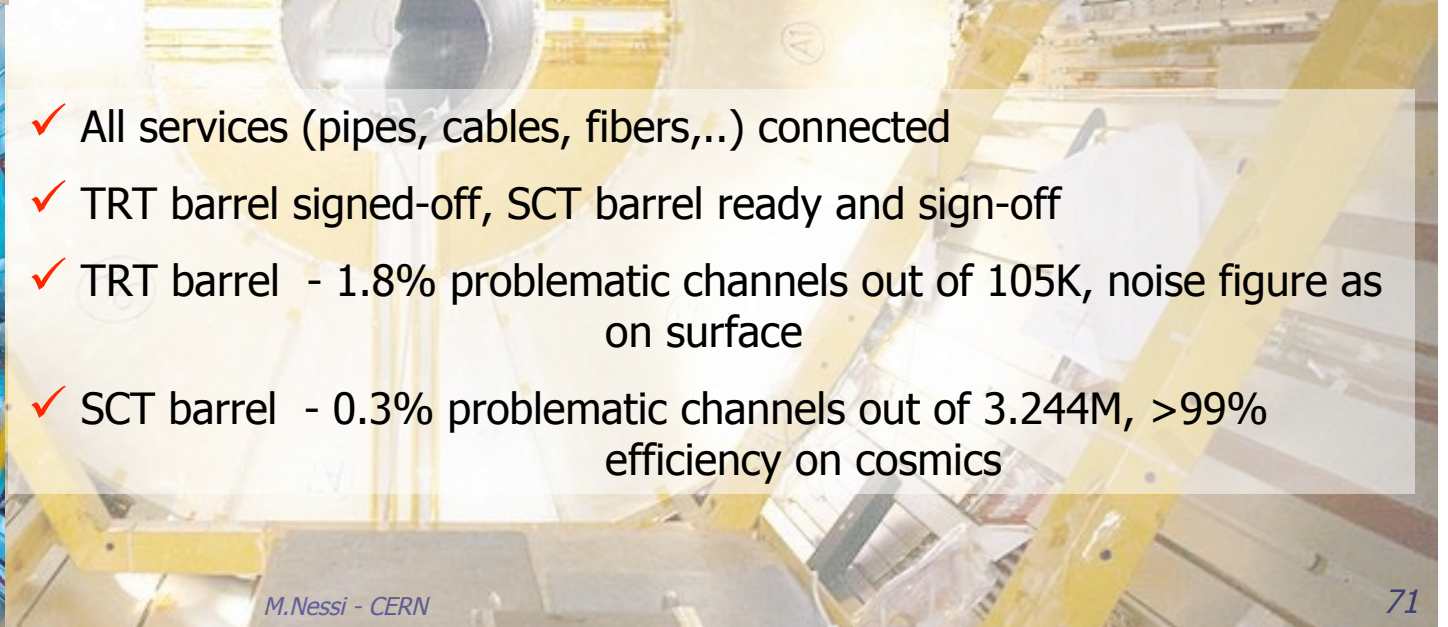 ✓ All services (pipes, cables, fibers,..) connected
✓ TRT barrel signed-off, SCT barrel ready and sign-off
✓ TRT barrel - 1.8% problematic channels out of 105K, noise figure as
on surface
✓ SCT barrel - 0.3% problematic channels out of 3.244M, >99%
efficiency on cosmics
M.Nessi - CERN
71